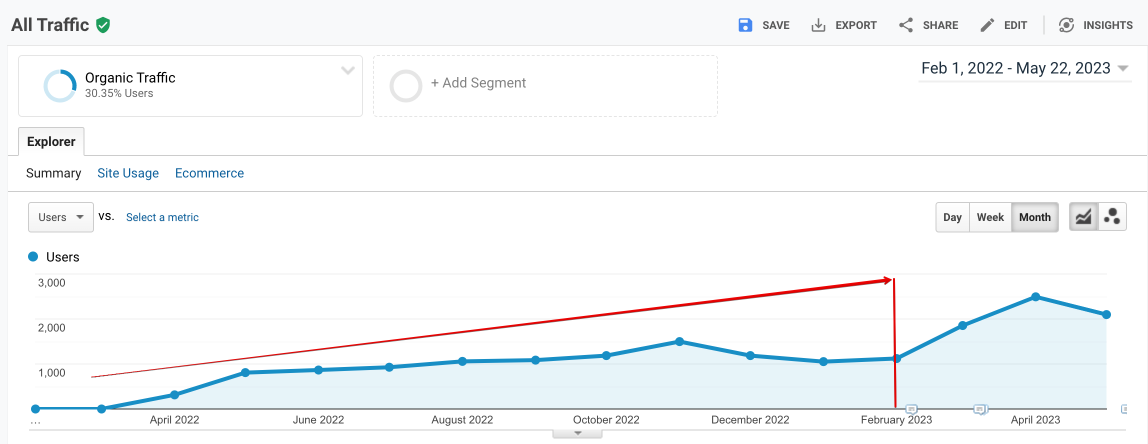 All Traffic
SAVE
EXPORT
SHARE
EDIT
INSIGHTS
Organic Traffic
30.35% Users
+ Add Segment
Feb 1, 2022 - May 22, 2023
Explorer
Summary
Site Usage
Ecommerce
Users
VS.
Select a metric
Day
Week
Month
Users
3,000
2,000
1,000
...
April 2022
June 2022
August 2022
October 2022
December 2022
February 2023
April 2023